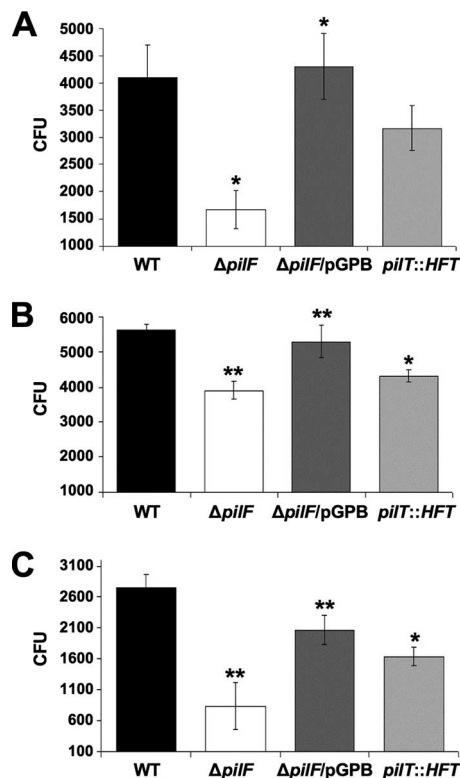 A
5000
4500
4000
3500
3000
2500
2000
1500
1000
CFU
*
*
WT
ΔpilF
ΔpilF/pGPB
pilT::HFT
B
6000
5000
4000
3000
2000
1000
CFU
**
**
*
WT
ΔpilF
ΔpilF/pGPB
pilT::HFT
C
3100
2600
2100
1600
1100
600
100
CFU
**
**
*
WT
ΔpilF
ΔpilF/pGPB
pilT::HFT